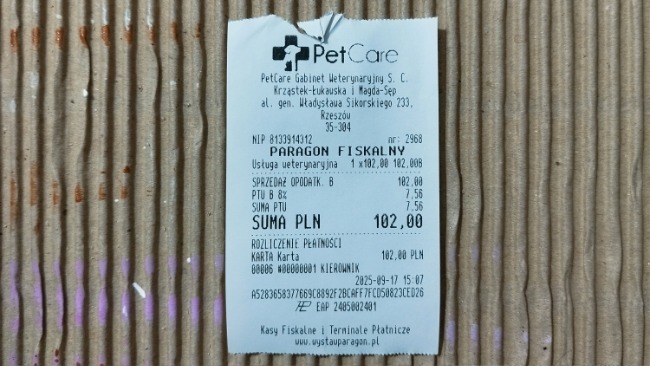 PetCare
PetCare Gabinet Weterynaryjny S. C.
Krząstek-Łukawska i Magda-Sęp
al. gen. Władysława Sikorskiego 233,
Rzeszów
35-304
NIP 8133914312 nr: 2968
PARAGON FISKALNY
Usługa weterynaryjna 1 x102,00 102,00B
SPRZEDAŻ OPODATK. B 102,00
PTU B 8% 7,56
SUMA PTU 7,56
SUMA PLN 102,00
ROZLICZENIE PŁATNOŚCI
KARTA Karta 102,00 PLN
00006 #00000001 KIEROWNIK
2025-09-17 15:07
A5283658377669C8892F2BCAFF7FCD50823CED26
EAP 2405002401
Kasy Fiskalne i Terminale Płatnicze
www.wystawparagon.pl